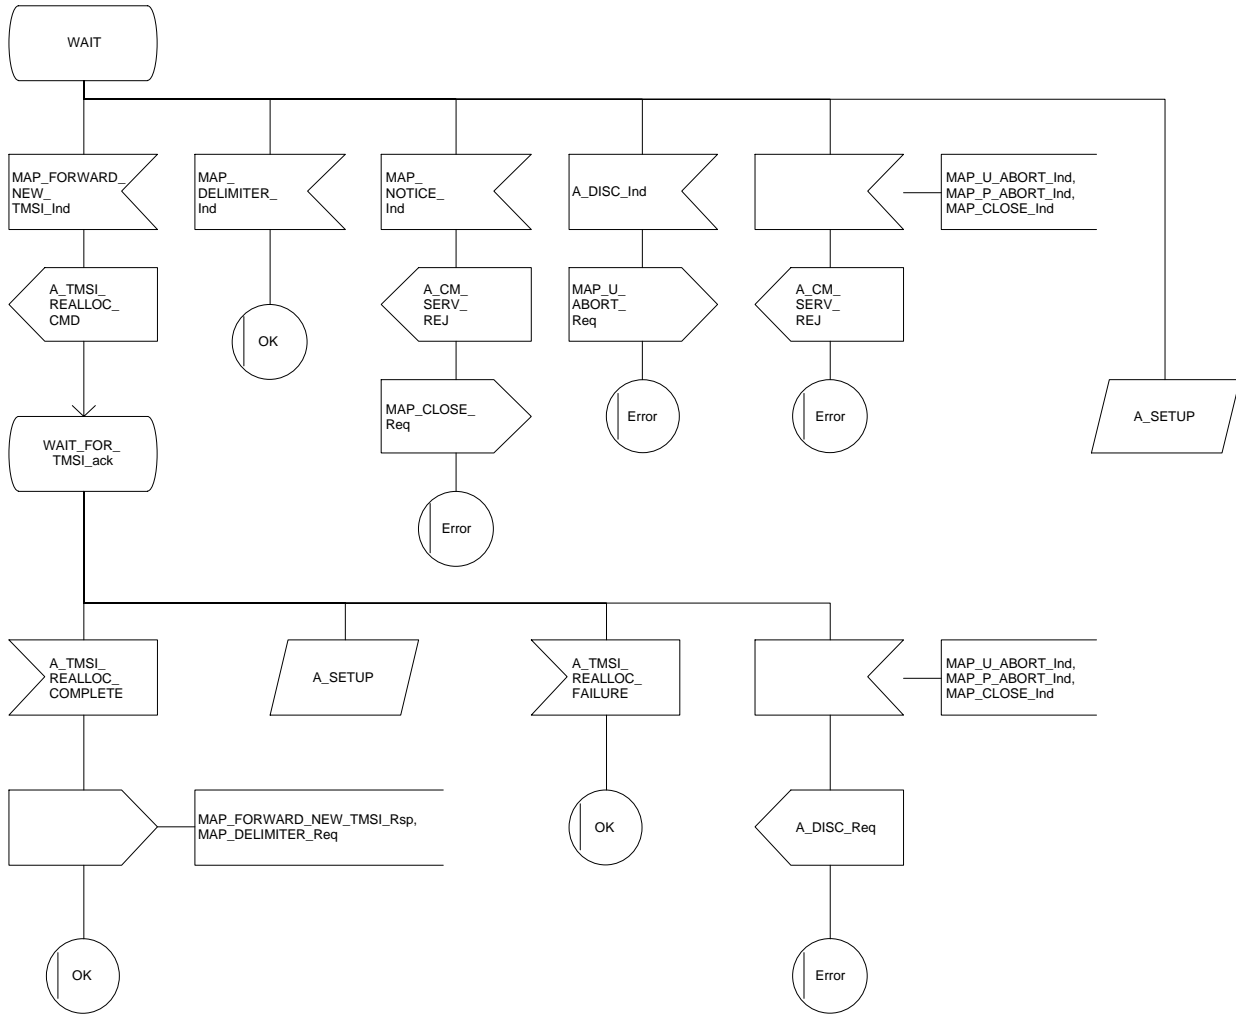 WAIT
MAP_FORWARD_
NEW_
TMSI_Ind
MAP_
DELIMITER_
Ind
MAP_
NOTICE_
Ind
A_DISC_Ind
MAP_U_ABORT_Ind,
MAP_P_ABORT_Ind,
MAP_CLOSE_Ind
A_TMSI_
REALLOC_
CMD
OK
A_CM_
SERV_
REJ
MAP_U_
ABORT_
Req
A_CM_
SERV_
REJ
MAP_CLOSE_
Req
Error
Error
A_SETUP
WAIT_FOR_
TMSI_ack
Error
A_TMSI_
REALLOC_
COMPLETE
A_SETUP
A_TMSI_
REALLOC_
FAILURE
MAP_U_ABORT_Ind,
MAP_P_ABORT_Ind,
MAP_CLOSE_Ind
MAP_FORWARD_NEW_TMSI_Rsp,
MAP_DELIMITER_Req
OK
A_DISC_Req
OK
Error